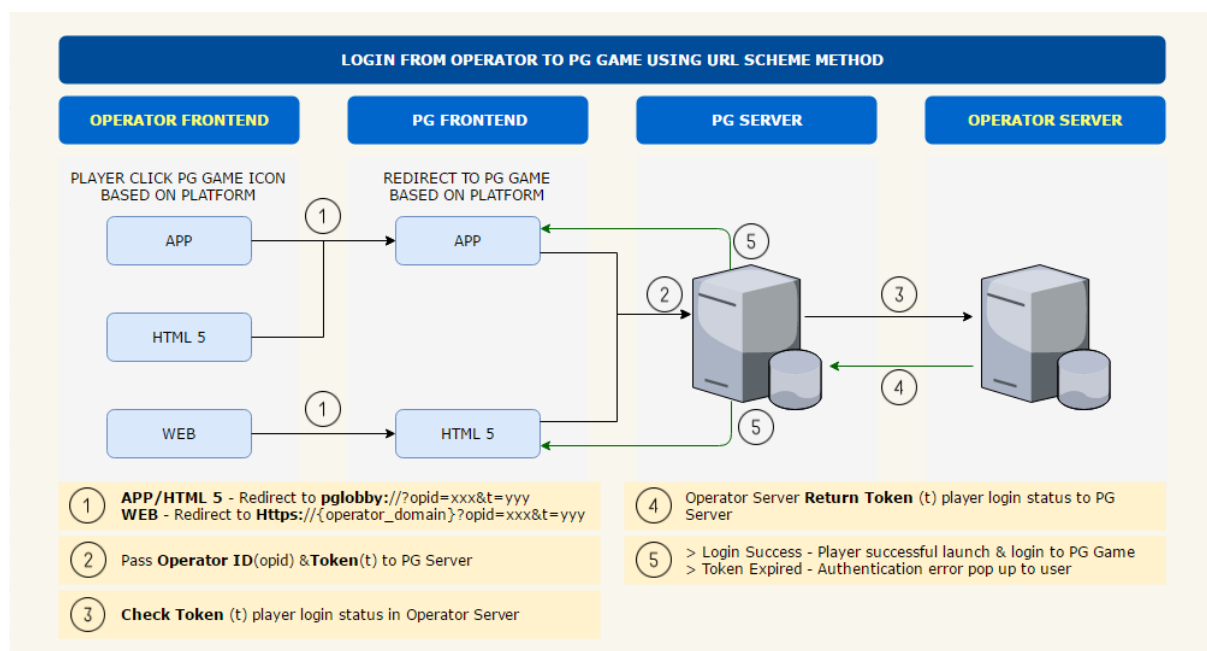 LOGIN FROM OPERATOR TO PG GAME USING URL SCHEME METHOD
OPERATOR FRONTEND
PG FRONTEND
PG SERVER
OPERATOR SERVER
PLAYER CLICK PG GAME ICON
BASED ON PLATFORM
REDIRECT TO PG GAME
BASED ON PLATFORM
1
APP
APP
5
2
3
HTML 5
4
1
WEB
HTML 5
5
1
APP/HTML 5 - Redirect to pglobby://?opid=xxx&t=yyy
WEB - Redirect to Https://{operator_domain}?opid=xxx&t=yyy
2
Pass Operator ID(opid) &Token(t) to PG Server
3
Check Token (t) player login status in Operator Server
4
Operator Server Return Token (t) player login status to PG
Server
5
> Login Success - Player successful launch & login to PG Game
> Token Expired - Authentication error pop up to user